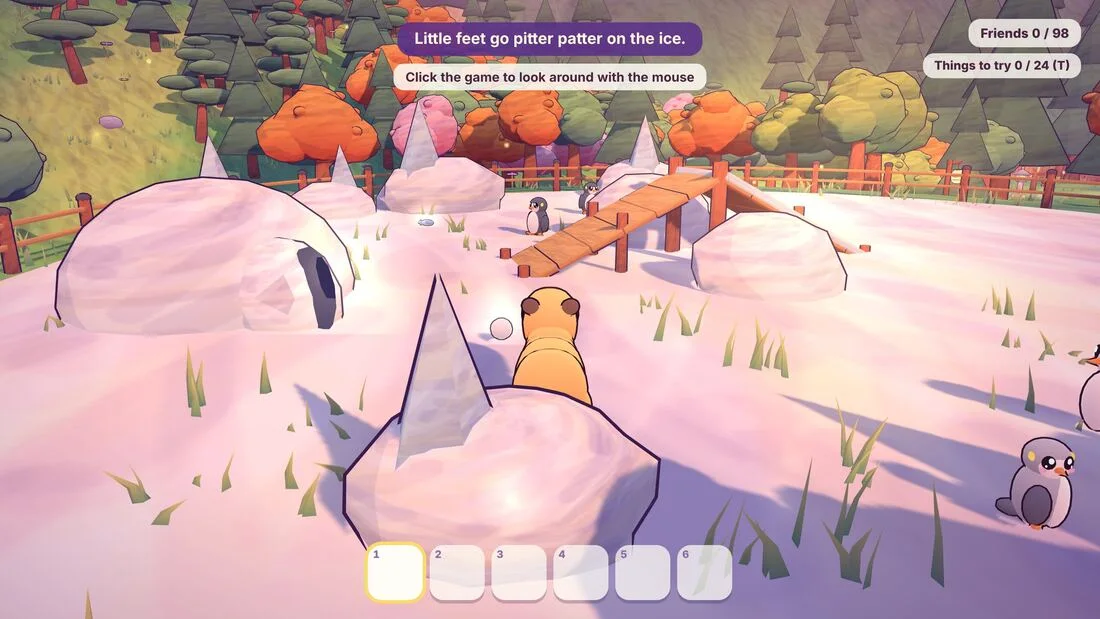 Little feet go pitter patter on the ice.
Click the game to look around with the mouse
Friends 0 / 98
Things to try 0 / 24 (T)
1 2 3 4 5 6